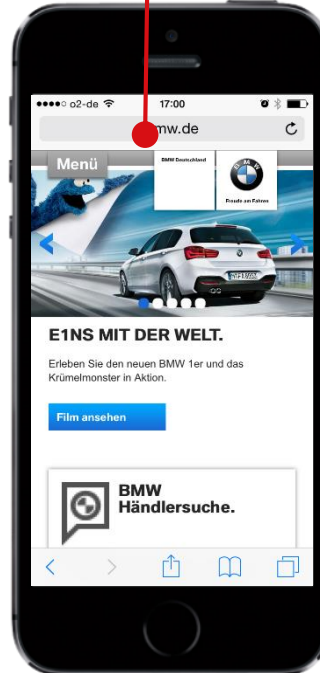 o2-de 17:00
mw.de
Menü
BMW Deutschland
BMW
Freude am Fahren
E1NS MIT DER WELT.
Erleben Sie den neuen BMW 1er und das
Krümelmonster in Aktion.
Film ansehen
BMW
Händlersuche.